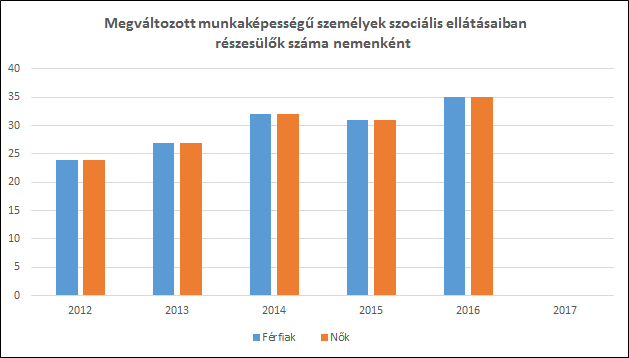 Megváltozott munkaképességű személyek szociális ellátásaiban
részesülők száma nemenként
40
35
30
25
20
15
10
5
0
2012 2013 2014 2015 2016 2017
Férfiak Nők